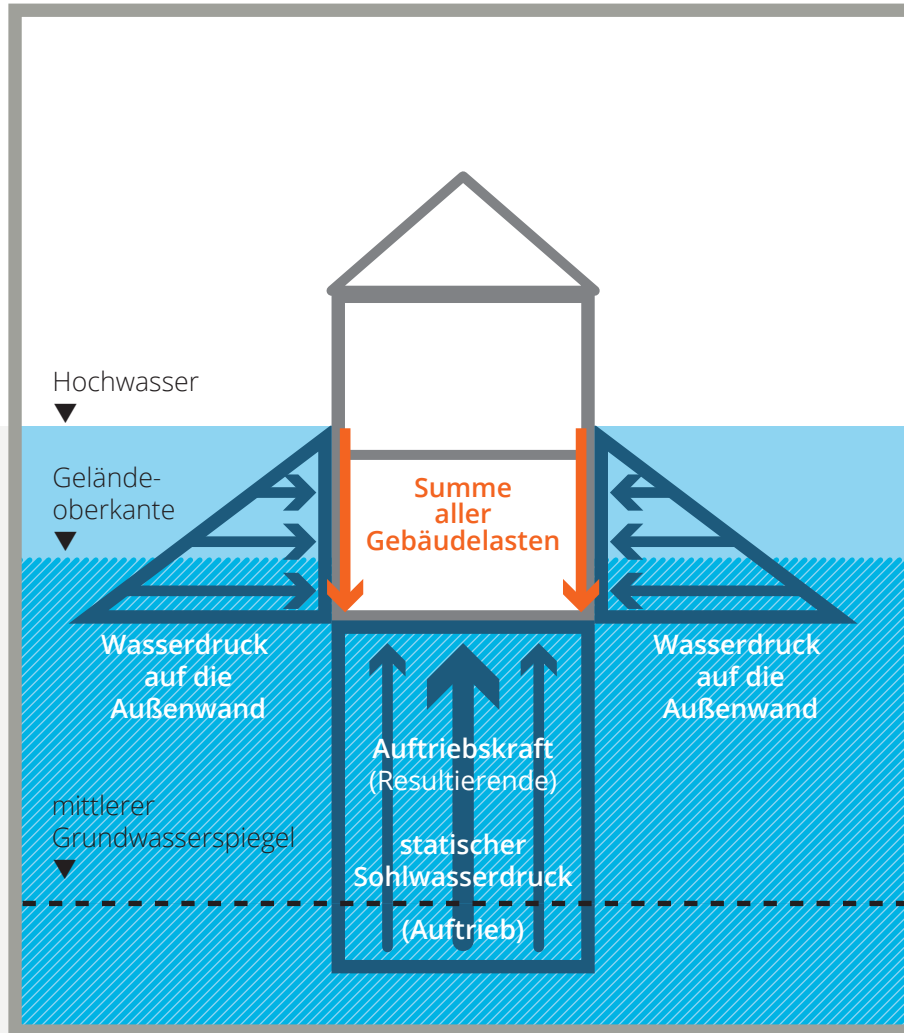 Hochwasser
Gelände-
oberkante
Summe
aller
Gebäudelasten
Wasserdruck
auf die
Außenwand
Wasserdruck
auf die
Außenwand
Auftriebskraft
(Resultierende)
mittlerer
Grundwasserspiegel
statischer
Sohlwasserdruck
(Auftrieb)